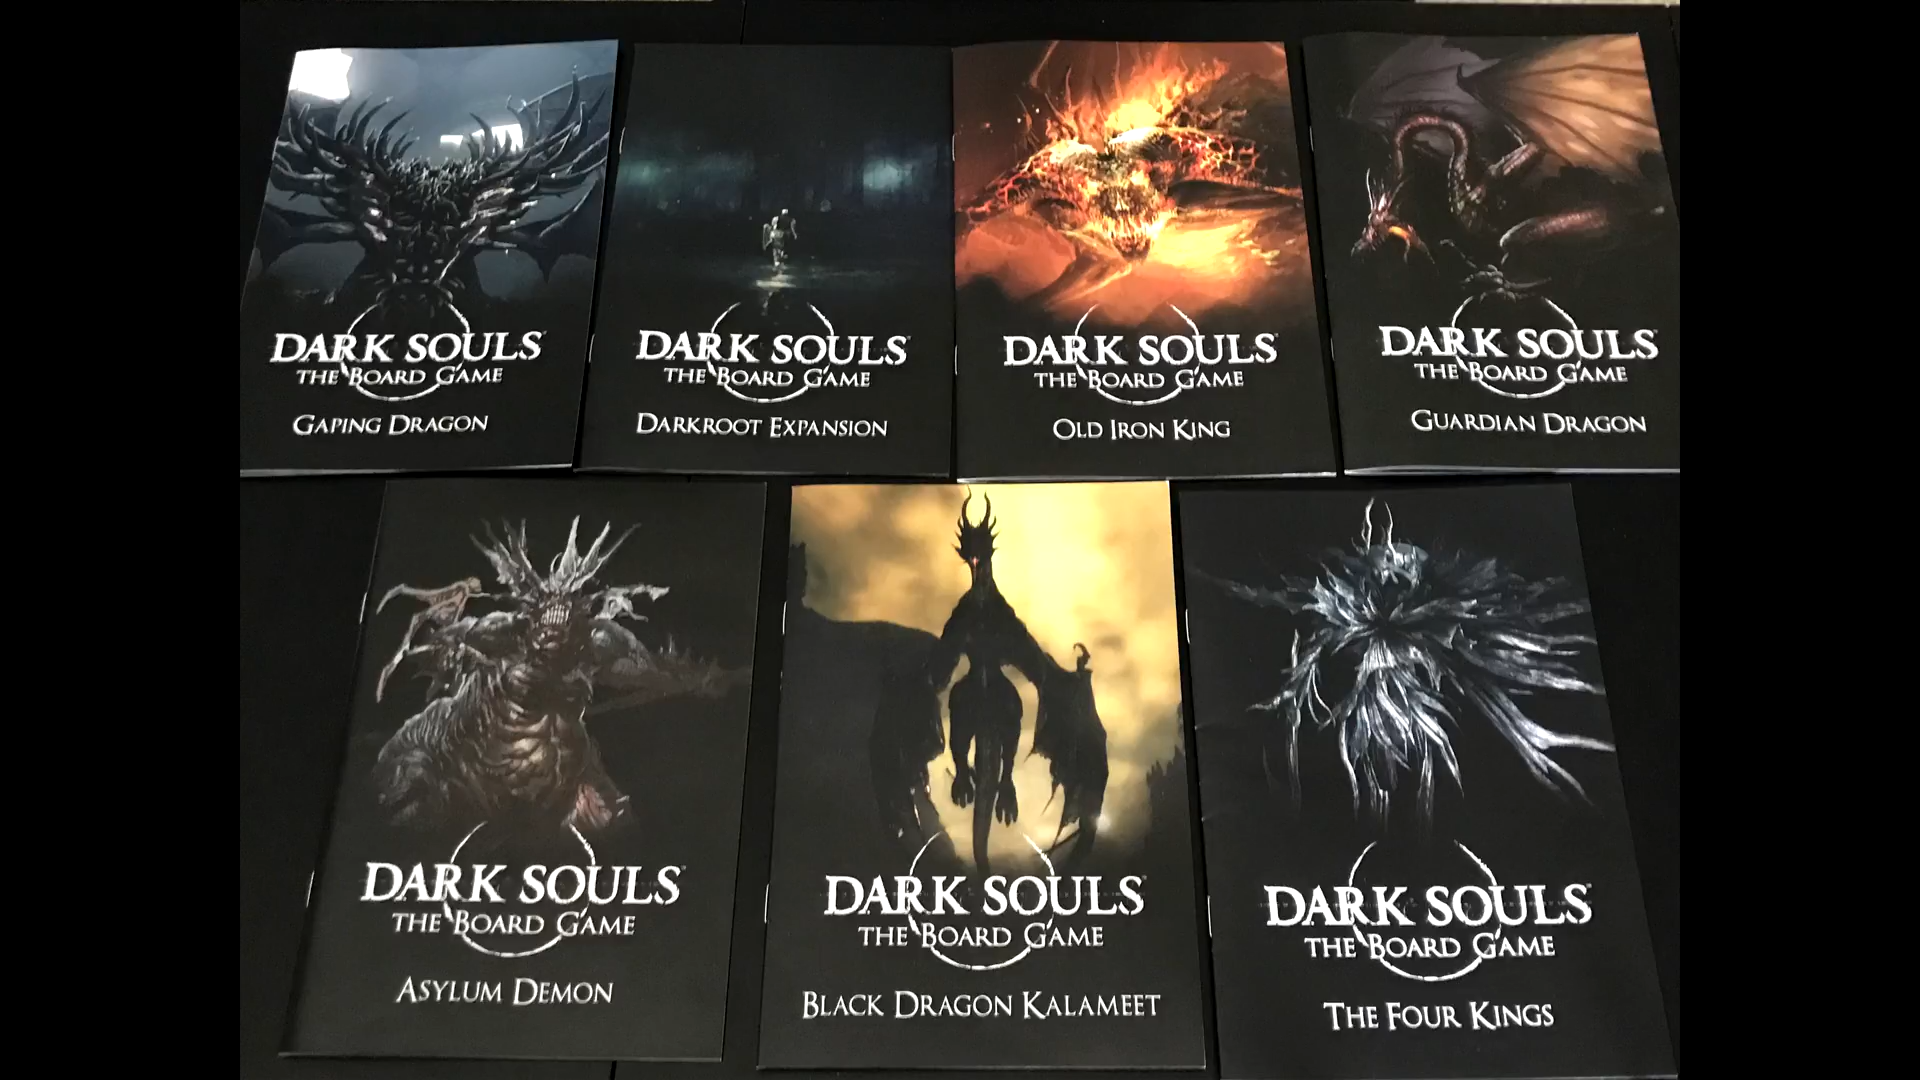 DARK SOULS
THE BOARD GAME
GAPING DRAGON
DARK SOULS
THE BOARD GAME
DARKROOT EXPANSION
DARK SOULS
THE BOARD GAME
OLD IRON KING
DARK SOULS
THE BOARD GAME
GUARDIAN DRAGON
DARK SOULS
THE BOARD GAME
ASYLUM DEMON
DARK SOULS
THE BOARD GAME
BLACK DRAGON KALAMEET
DARK SOULS
THE BOARD GAME
THE FOUR KINGS